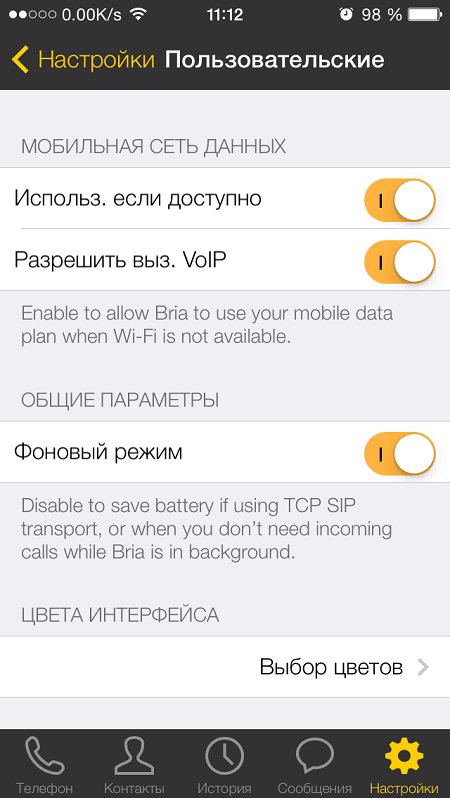 0.00K/s 11:12 98 %
Настройки Пользовательские
МОБИЛЬНАЯ СЕТЬ ДАННЫХ
Использ. если доступно
Разрешить выз. VoIP
Enable to allow Bria to use your mobile data
plan when Wi-Fi is not available.
ОБЩИЕ ПАРАМЕТРЫ
Фоновый режим
Disable to save battery if using TCP SIP
transport, or when you don’t need incoming
calls while Bria is in background.
ЦВЕТА ИНТЕРФЕЙСА
Выбор цветов
Телефон Контакты История Сообщения Настройки